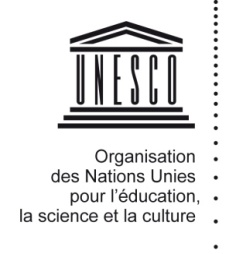 UNESCO
Organisation
des Nations Unies
pour l'éducation,
la science et la culture